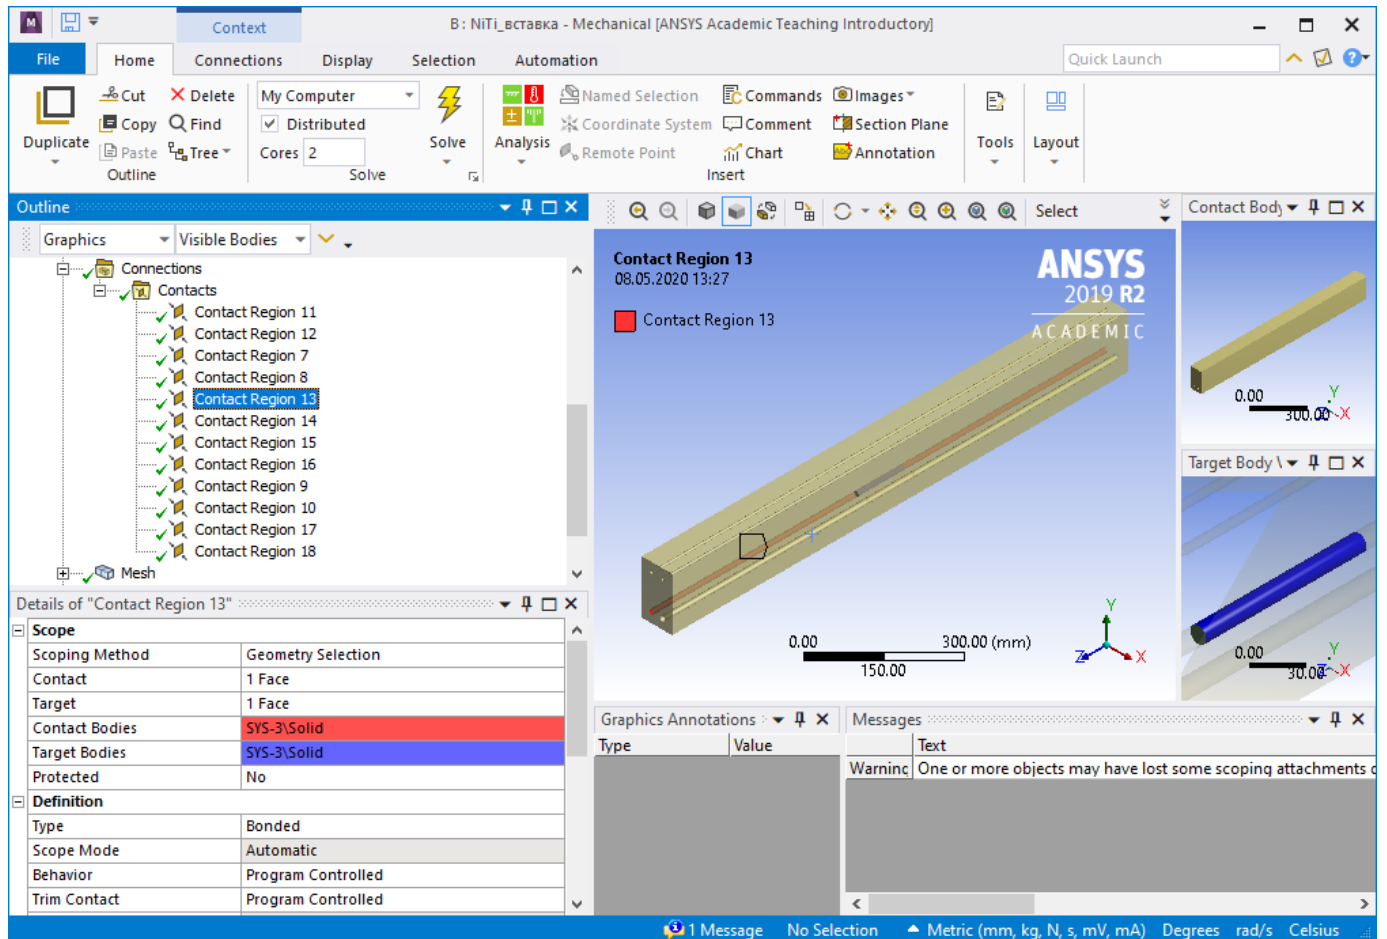 Context
B : NiTi_вставка - Mechanical [ANSYS Academic Teaching Introductory]
File
Home
Connections
Display
Selection
Automation
Quick Launch
Duplicate
Cut
Copy
Paste
Delete
Find
Tree
Outline
My Computer
Distributed
Cores 2
Solve
Solve
Analysis
Named Selection
Coordinate System
Remote Point
Commands
Comment
Chart
Images
Section Plane
Annotation
Insert
Tools
Layout
Outline
Graphics
Visible Bodies
Connections
Contacts
Contact Region 11
Contact Region 12
Contact Region 7
Contact Region 8
Contact Region 13
Contact Region 14
Contact Region 15
Contact Region 16
Contact Region 9
Contact Region 10
Contact Region 17
Contact Region 18
Mesh
Details of "Contact Region 13"
Scope
Scoping Method Geometry Selection
Contact 1 Face
Target 1 Face
Contact Bodies SYS-3\Solid
Target Bodies SYS-3\Solid
Protected No
Definition
Type Bonded
Scope Mode Automatic
Behavior Program Controlled
Trim Contact Program Controlled
Select
Contact Region 13
08.05.2020 13:27
Contact Region 13
ANSYS
2019 R2
ACADEMIC
0.00 300.00 (mm)
150.00
Y
Z X
Contact Body
0.00
300.00
Y
Z X
Target Body
0.00
30.00
Y
Z X
Graphics Annotations
Type Value
Messages
Text
Warning One or more objects may have lost some scoping attachments
1 Message No Selection Metric (mm, kg, N, s, mV, mA) Degrees rad/s Celsius